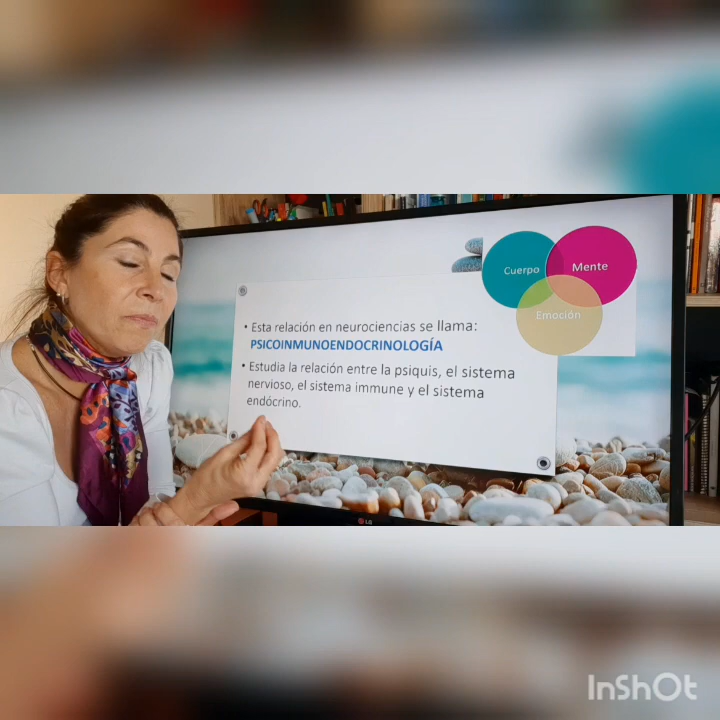 Cuerpo
Mente
Emoción
• Esta relación en neurociencias se llama:
PSICOINMUNOENDOCRINOLOGÍA
• Estudia la relación entre la psiquis, el sistema
nervioso, el sistema immune y el sistema
endócrino.
LG
InShOt